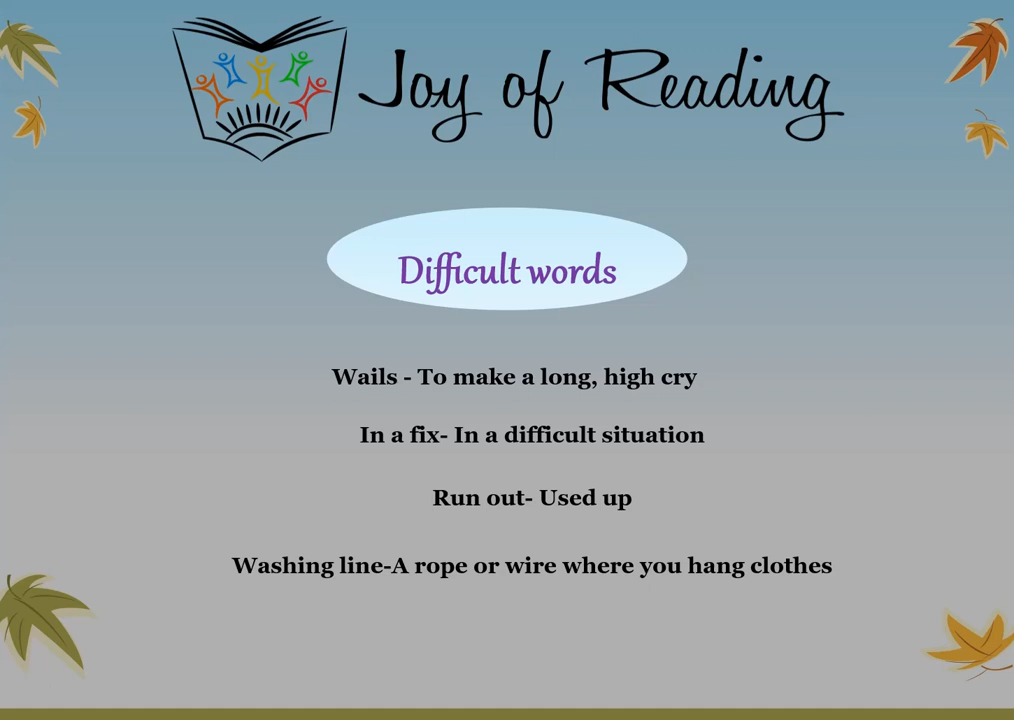 Joy of Reading
Difficult words
Wails - To make a long, high cry
In a fix- In a difficult situation
Run out- Used up
Washing line-A rope or wire where you hang clothes